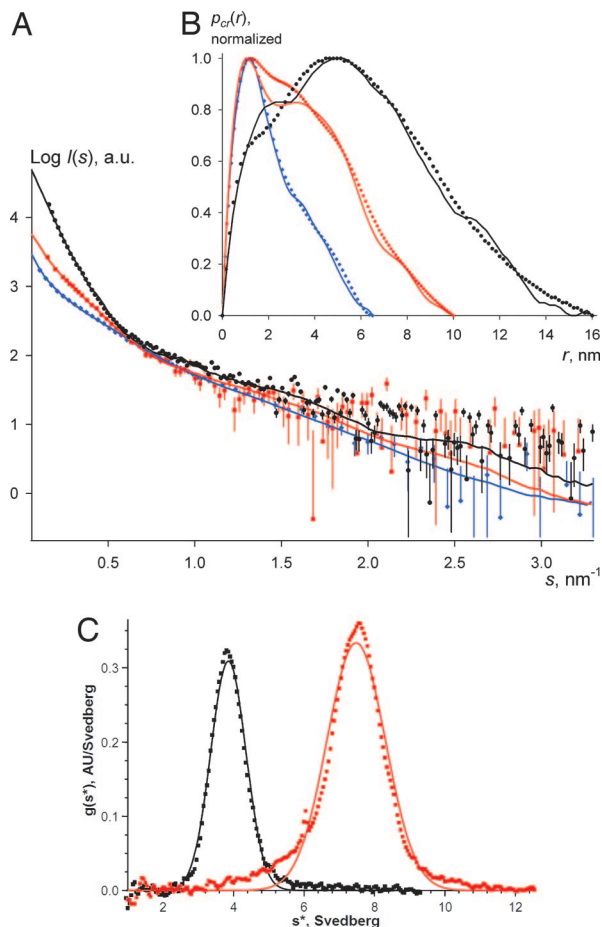 A
B
p_cr(r),
normalized
1.0
0.8
0.6
0.4
0.2
0
0 2 4 6 8 10 12 14 16
r, nm
Log I(s), a.u.
4
3
2
1
0
0.5 1.0 1.5 2.0 2.5 3.0
s, nm⁻¹
C
0.3
0.2
0.1
0.0
g(s*), AU/Svedberg
2 4 6 8 10 12
s*, Svedberg